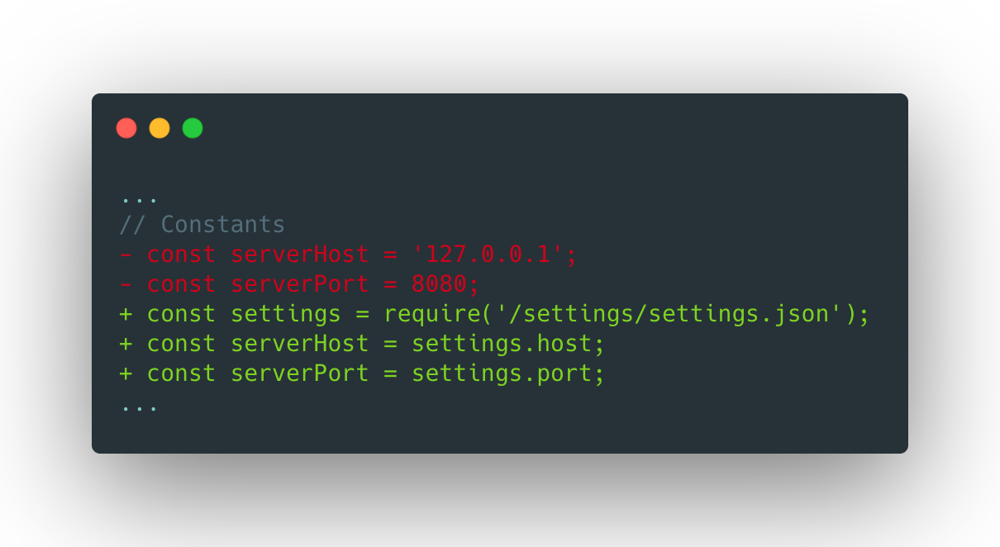 ...
// Constants
- const serverHost = '127.0.0.1';
- const serverPort = 8080;
+ const settings = require('/settings/settings.json');
+ const serverHost = settings.host;
+ const serverPort = settings.port;
...